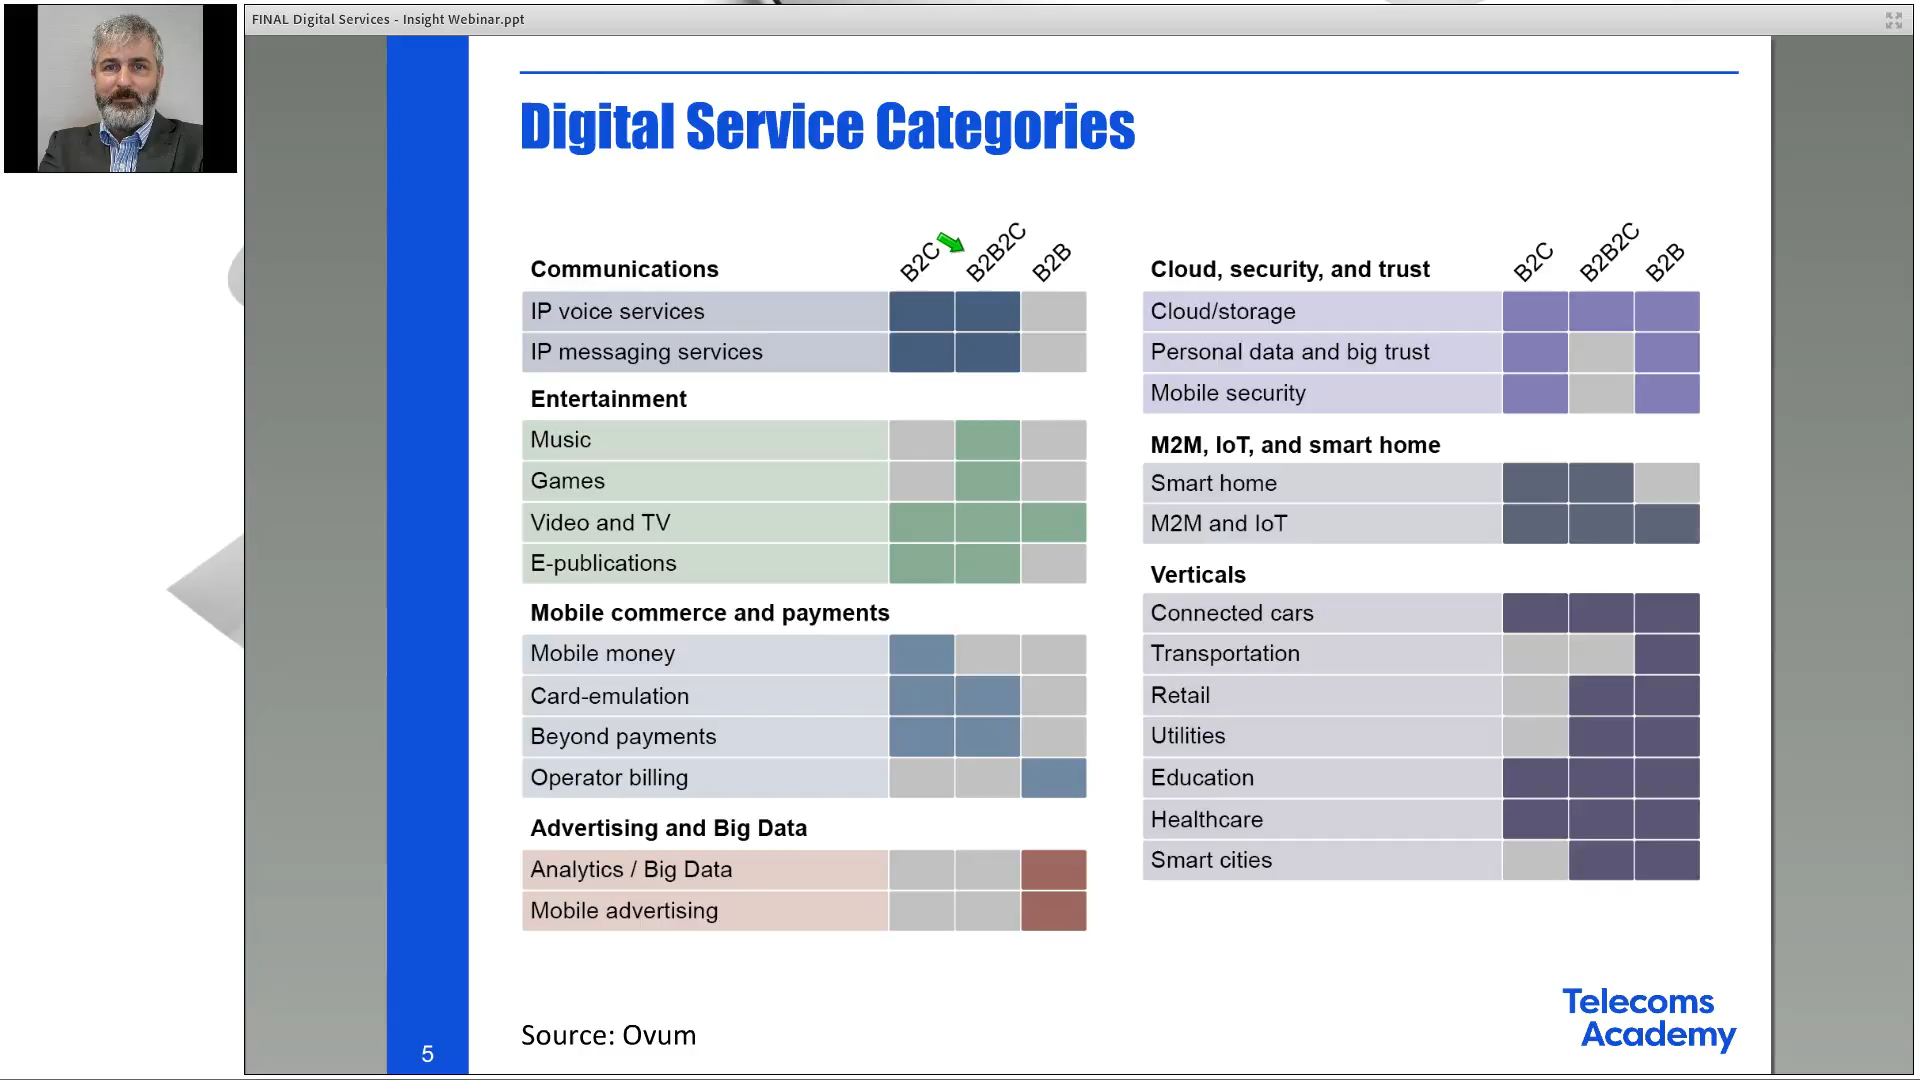 FINAL Digital Services - Insight Webinar.ppt
Digital Service Categories
Communications B2C B2B2C B2B
IP voice services
IP messaging services
Entertainment
Music
Games
Video and TV
E-publications
Mobile commerce and payments
Mobile money
Card-emulation
Beyond payments
Operator billing
Advertising and Big Data
Analytics / Big Data
Mobile advertising
Cloud, security, and trust B2C B2B2C B2B
Cloud/storage
Personal data and big trust
Mobile security
M2M, IoT, and smart home
Smart home
M2M and IoT
Verticals
Connected cars
Transportation
Retail
Utilities
Education
Healthcare
Smart cities
Source: Ovum
Telecoms
Academy
5